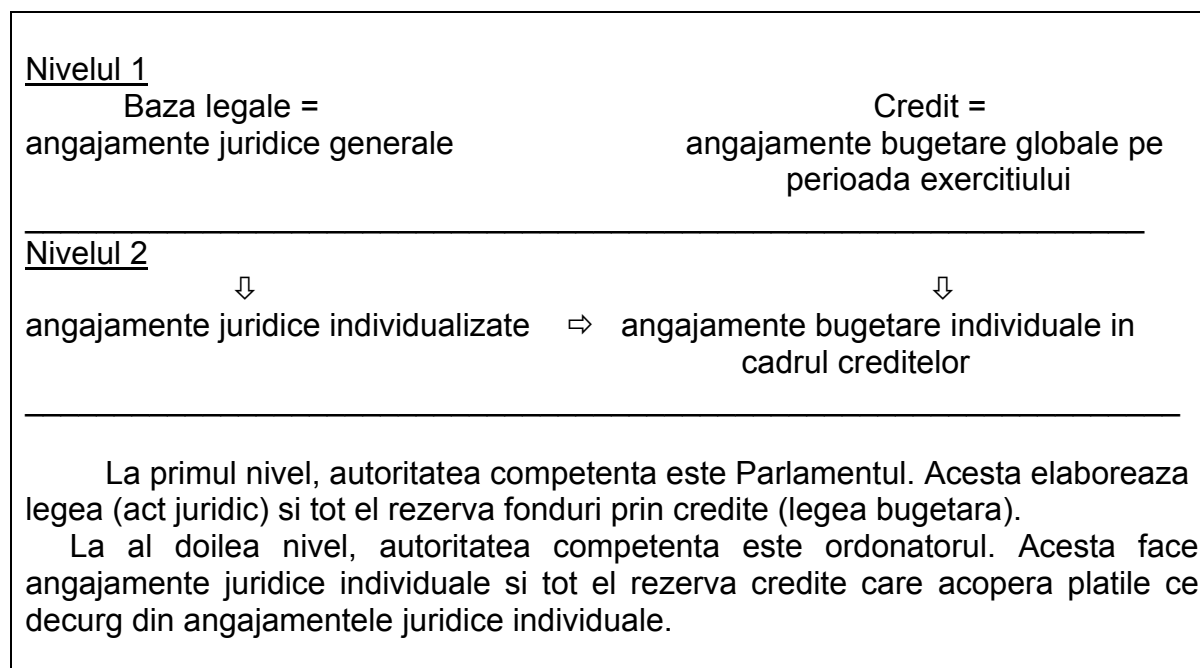 Nivelul 1
Baza legale = Credit =
angajamente juridice generale angajamente bugetare globale pe
perioada exercitiului
Nivelul 2
⇩ ⇩
angajamente juridice individualizate ⇨ angajamente bugetare individuale in
cadrul creditelor
La primul nivel, autoritatea competenta este Parlamentul. Acesta elaboreaza
legea (act juridic) si tot el rezerva fonduri prin credite (legea bugetara).
La al doilea nivel, autoritatea competenta este ordonatorul. Acesta face
angajamente juridice individuale si tot el rezerva credite care acopera platile ce
decurg din angajamentele juridice individuale.